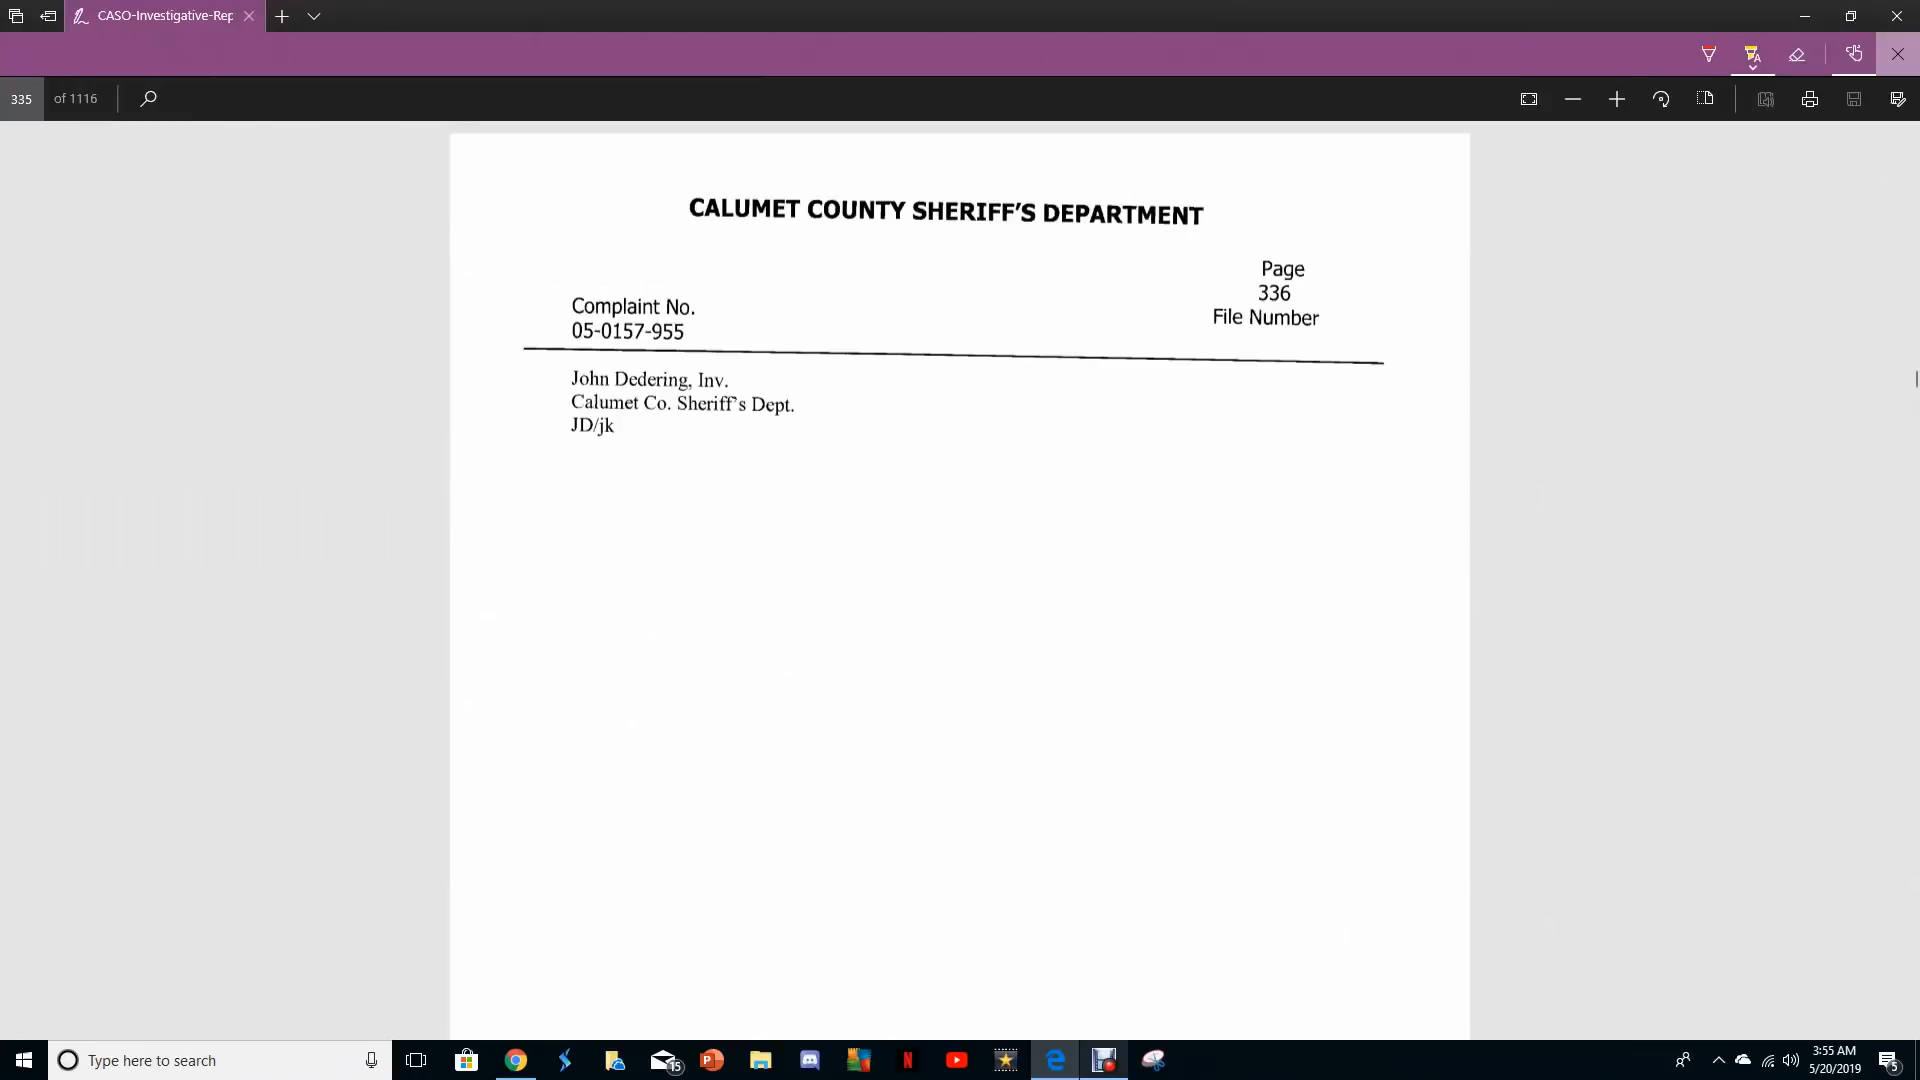 CASO-Investigative-Rep
335 of 1116
CALUMET COUNTY SHERIFF'S DEPARTMENT
Page
336
File Number
Complaint No.
05-0157-955
John Dedering, Inv.
Calumet Co. Sheriff's Dept.
JD/jk
Type here to search
15
3:55 AM
5/20/2019
5